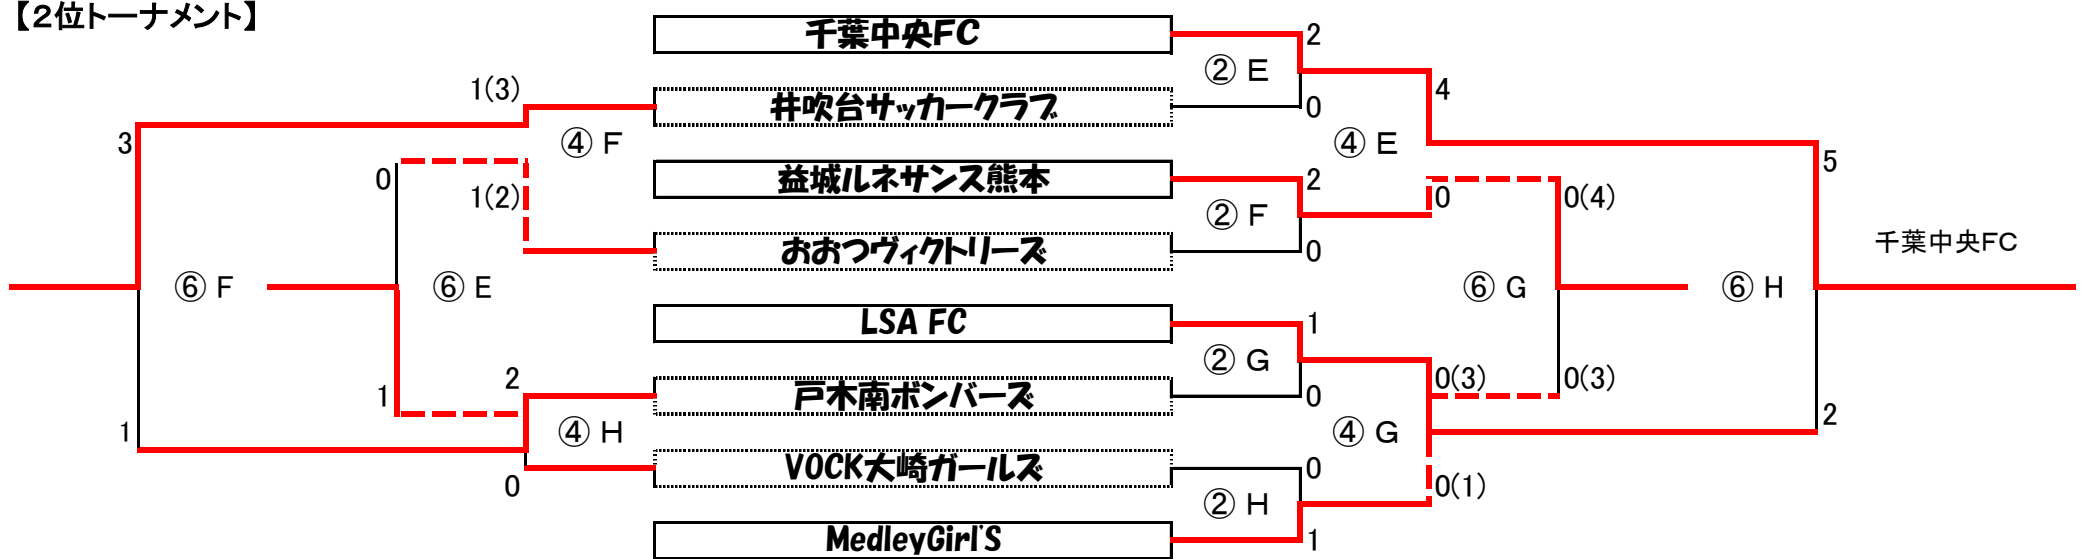 【２位トーナメント】
千葉中央FC
2
② E
1(3)
4
井吹台サッカークラブ
0
3
④ F
④ E
益城ルネサンス熊本
5
0
2
1(2)
0
0(4)
② F
おおつヴィクトリーズ
0
千葉中央FC
⑥ F
⑥ E
⑥ G
⑥ H
LSA FC
1
② G
2
0(3)
0(3)
1
戸木南ボンバーズ
0
2
1
④ H
④ G
VOCK大崎ガールズ
0
0
0(1)
② H
MedleyGirl'S
1